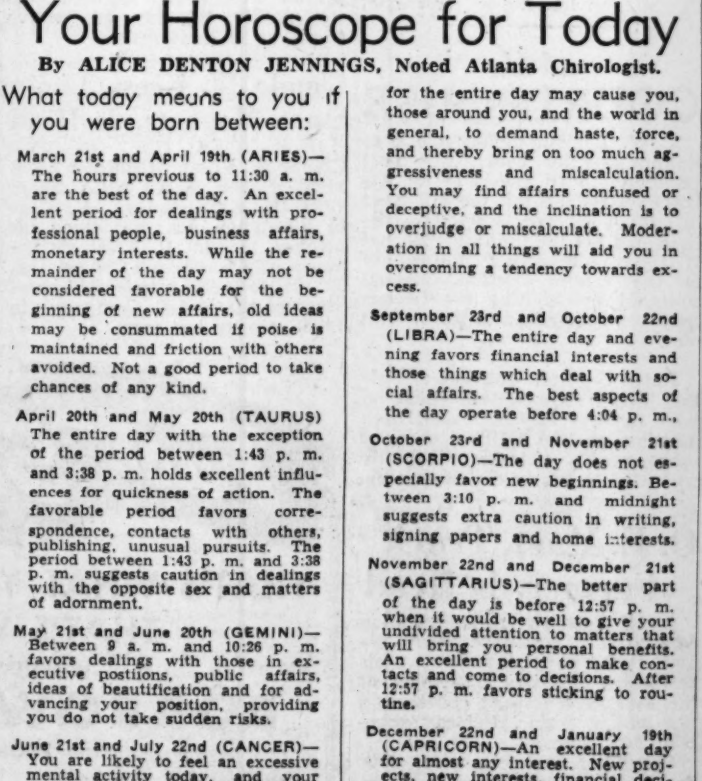 Your Horoscope for Today
By ALICE DENTON JENNINGS, Noted Atlanta Chirologist.
What today means to you if
you were born between:
March 21st and April 19th (ARIES)—
The hours previous to 11:30 a. m.
are the best of the day. An excel-
lent period for dealings with pro-
fessional people, business affairs,
monetary interests. While the re-
mainder of the day may not be
considered favorable for the be-
ginning of new affairs, old ideas
may be consummated if poise is
maintained and friction with others
avoided. Not a good period to take
chances of any kind.
April 20th and May 20th (TAURUS)
The entire day with the exception
of the period between 1:43 p. m.
and 3:38 p. m. holds excellent influ-
ences for quickness of action. The
favorable period favors corre-
spondence, contacts with others,
publishing, unusual pursuits. The
period between 1:43 p. m. and 3:38
p. m. suggests caution in dealings
with the opposite sex and matters
of adornment.
May 21st and June 20th (GEMINI)—
Between 9 a. m. and 10:26 p. m.
favors dealings with those in ex-
ecutive postiions, public affairs,
ideas of beautification and for ad-
vancing your position, providing
you do not take sudden risks.
June 21st and July 22nd (CANCER)—
You are likely to feel an excessive
mental activity today, and your
for the entire day may cause you,
those around you, and the world in
general, to demand haste, force,
and thereby bring on too much ag-
gressiveness and miscalculation.
You may find affairs confused or
deceptive, and the inclination is to
overjudge or miscalculate. Moder-
ation in all things will aid you in
overcoming a tendency towards ex-
cess.
September 23rd and October 22nd
(LIBRA)—The entire day and eve-
ning favors financial interests and
those things which deal with so-
cial affairs. The best aspects of
the day operate before 4:04 p. m.,
October 23rd and November 21st
(SCORPIO)—The day does not es-
pecially favor new beginnings. Be-
tween 3:10 p. m. and midnight
suggests extra caution in writing,
signing papers and home interests.
November 22nd and December 21st
(SAGITTARIUS)—The better part
of the day is before 12:57 p. m.
when it would be well to give your
undivided attention to matters that
will bring you personal benefits.
An excellent period to make con-
tacts and come to decisions. After
12:57 p. m. favors sticking to rou-
tine.
December 22nd and January 19th
(CAPRICORN)—An excellent day
for almost any interest. New proj-
ects, new interests, financial deci-